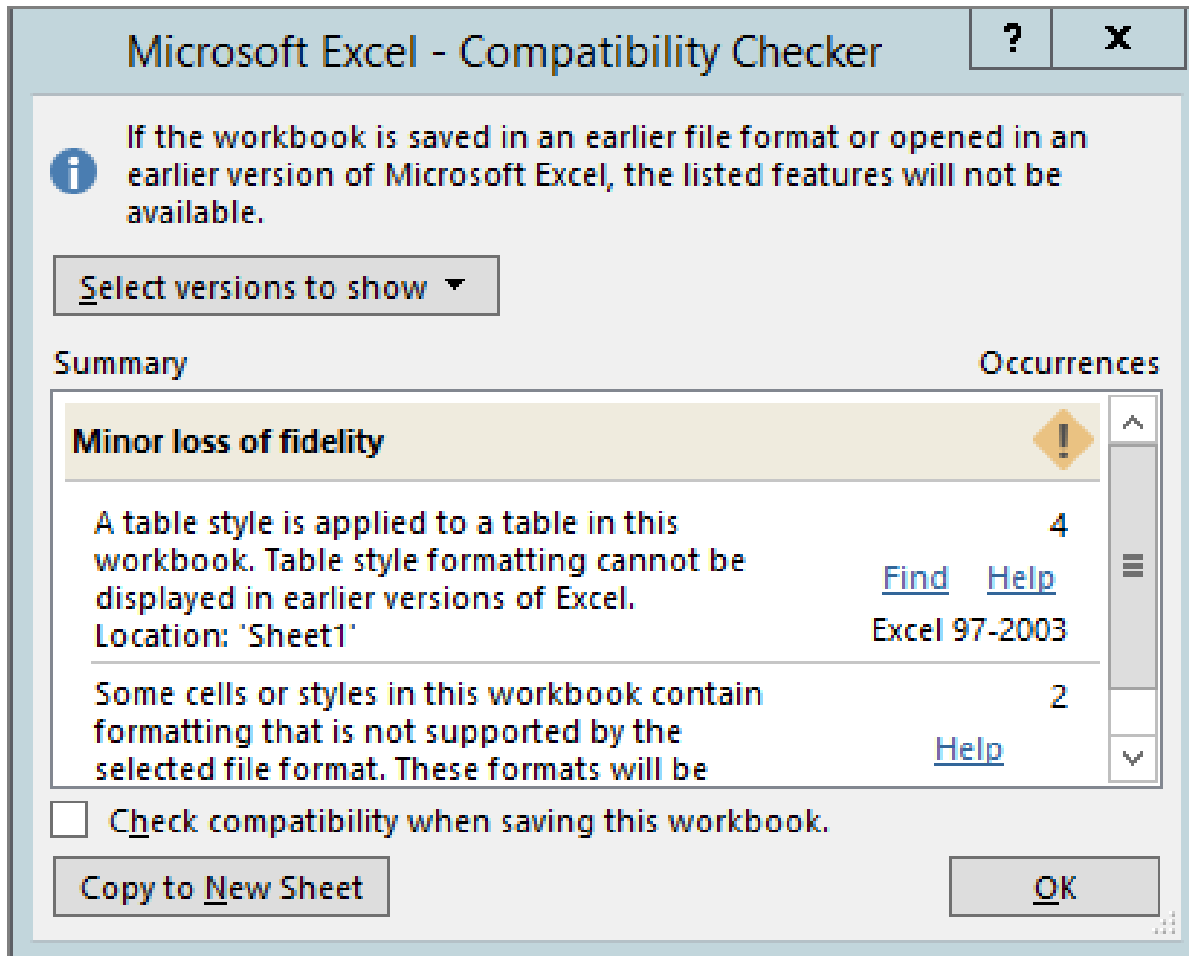 Microsoft Excel - Compatibility Checker
?
x
If the workbook is saved in an earlier file format or opened in an
earlier version of Microsoft Excel, the listed features will not be
available.
Select versions to show
Summary Occurrences
Minor loss of fidelity
!
A table style is applied to a table in this 4
workbook. Table style formatting cannot be
Find Help
displayed in earlier versions of Excel.
Location: 'Sheet1' Excel 97-2003
Some cells or styles in this workbook contain 2
formatting that is not supported by the
Help
selected file format. These formats will be
Check compatibility when saving this workbook.
Copy to New Sheet OK